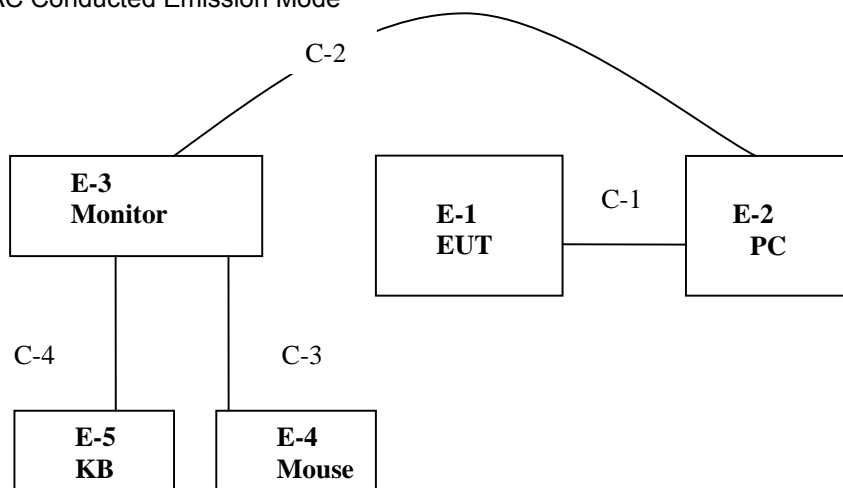 AC Conducted Emission Mode
C-2
E-3
Monitor
E-1
EUT
C-1
E-2
PC
C-4
C-3
E-5
KB
E-4
Mouse